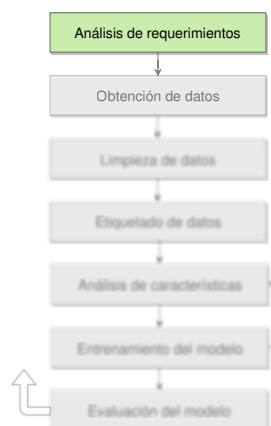 Análisis de requerimientos
Obtención de datos
Limpieza de datos
Etiquetado de datos
Análisis de características
Entrenamiento del modelo
Evaluación del modelo